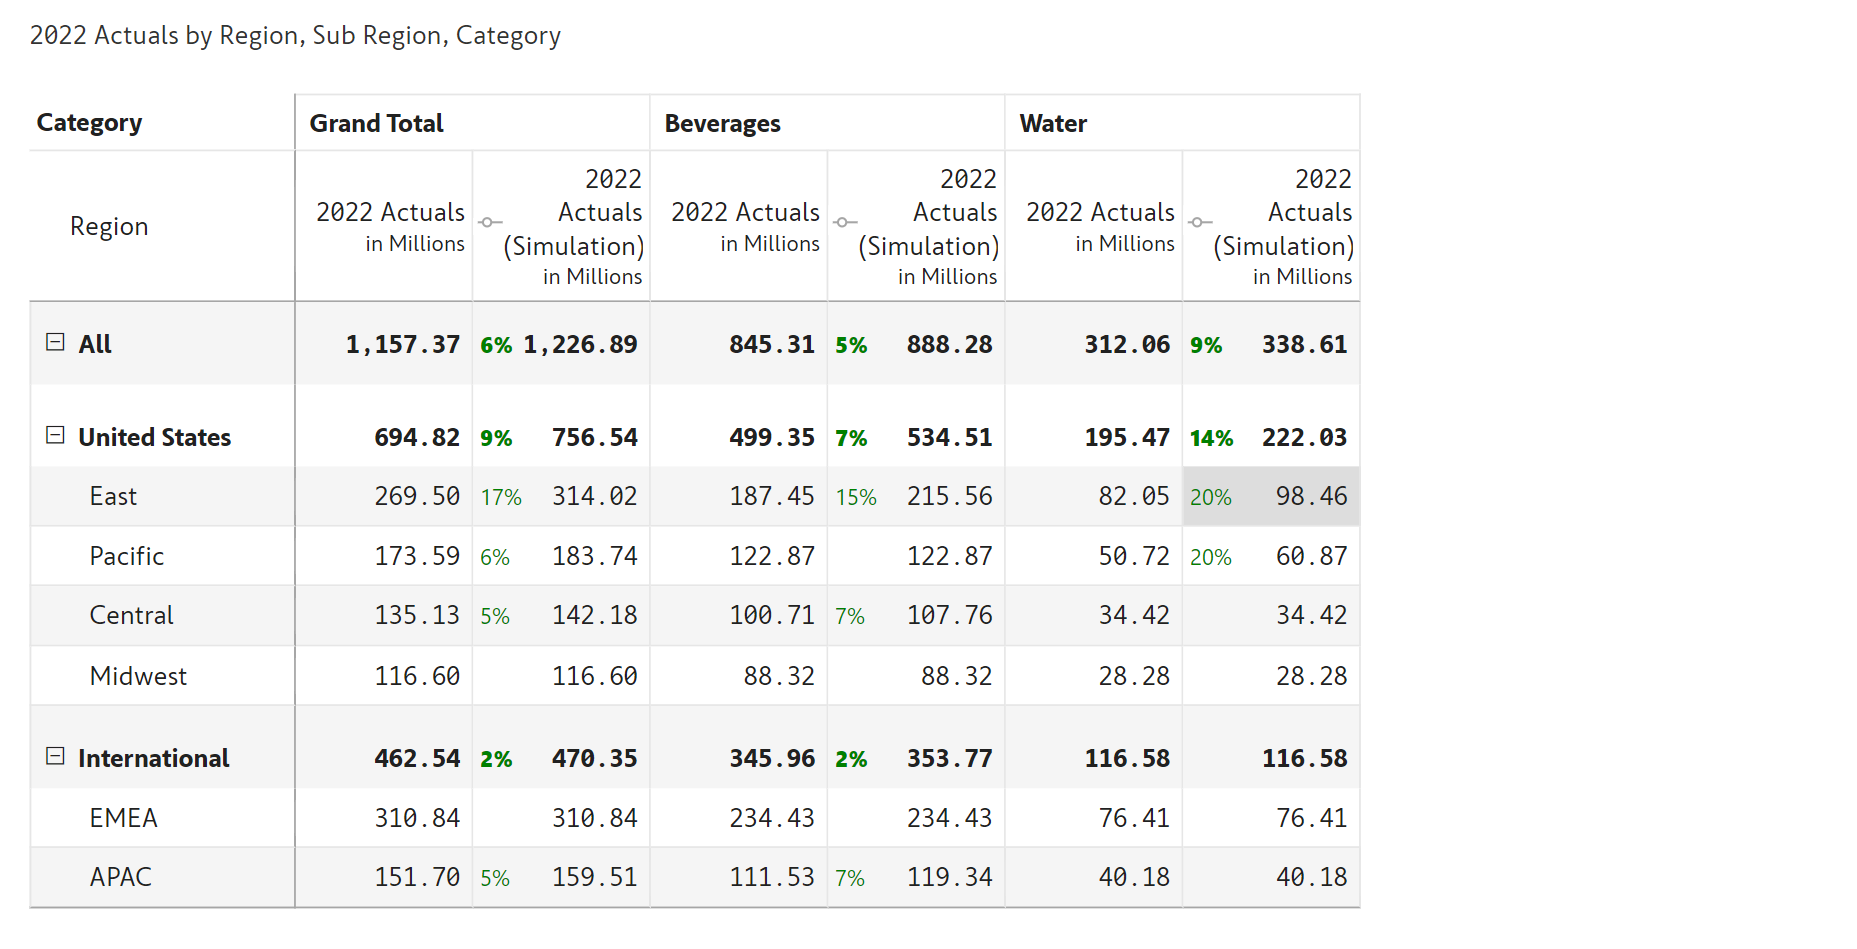 2022 Actuals by Region, Sub Region, Category
Category Grand Total Beverages Water
Region 2022 Actuals in Millions 2022 Actuals (Simulation) in Millions 2022 Actuals in Millions 2022 Actuals (Simulation) in Millions 2022 Actuals in Millions 2022 Actuals (Simulation) in Millions
All 1,157.37 6% 1,226.89 845.31 5% 888.28 312.06 9% 338.61
United States 694.82 9% 756.54 499.35 7% 534.51 195.47 14% 222.03
East 269.50 17% 314.02 187.45 15% 215.56 82.05 20% 98.46
Pacific 173.59 6% 183.74 122.87 122.87 50.72 20% 60.87
Central 135.13 5% 142.18 100.71 7% 107.76 34.42 34.42
Midwest 116.60 116.60 88.32 88.32 28.28 28.28
International 462.54 2% 470.35 345.96 2% 353.77 116.58 116.58
EMEA 310.84 310.84 234.43 234.43 76.41 76.41
APAC 151.70 5% 159.51 111.53 7% 119.34 40.18 40.18